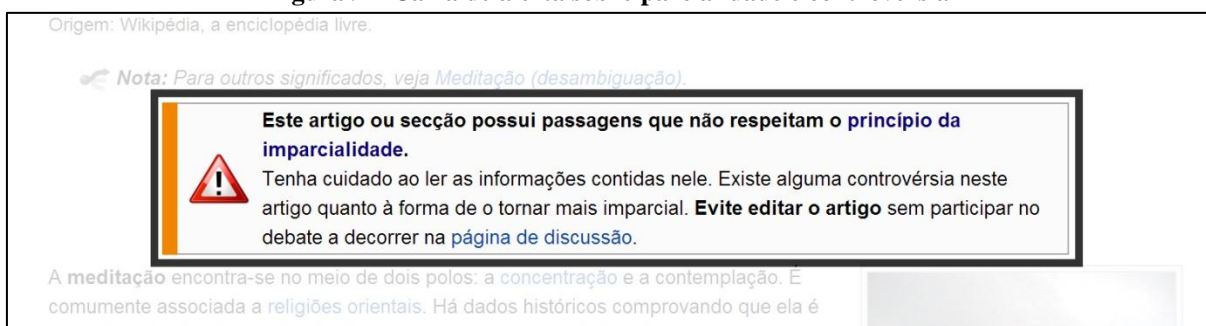 Origem: Wikipédia, a enciclopédia livre.
Nota: Para outros significados, veja Meditação (desambiguação).
Este artigo ou secção possui passagens que não respeitam o princípio da
imparcialidade.
Tenha cuidado ao ler as informações contidas nele. Existe alguma controvérsia neste
artigo quanto à forma de o tornar mais imparcial. Evite editar o artigo sem participar no
debate a decorrer na página de discussão.
A meditação encontra-se no meio de dois polos: a concentração e a contemplação. É
comumente associada a religiões orientais. Há dados históricos comprovando que ela é